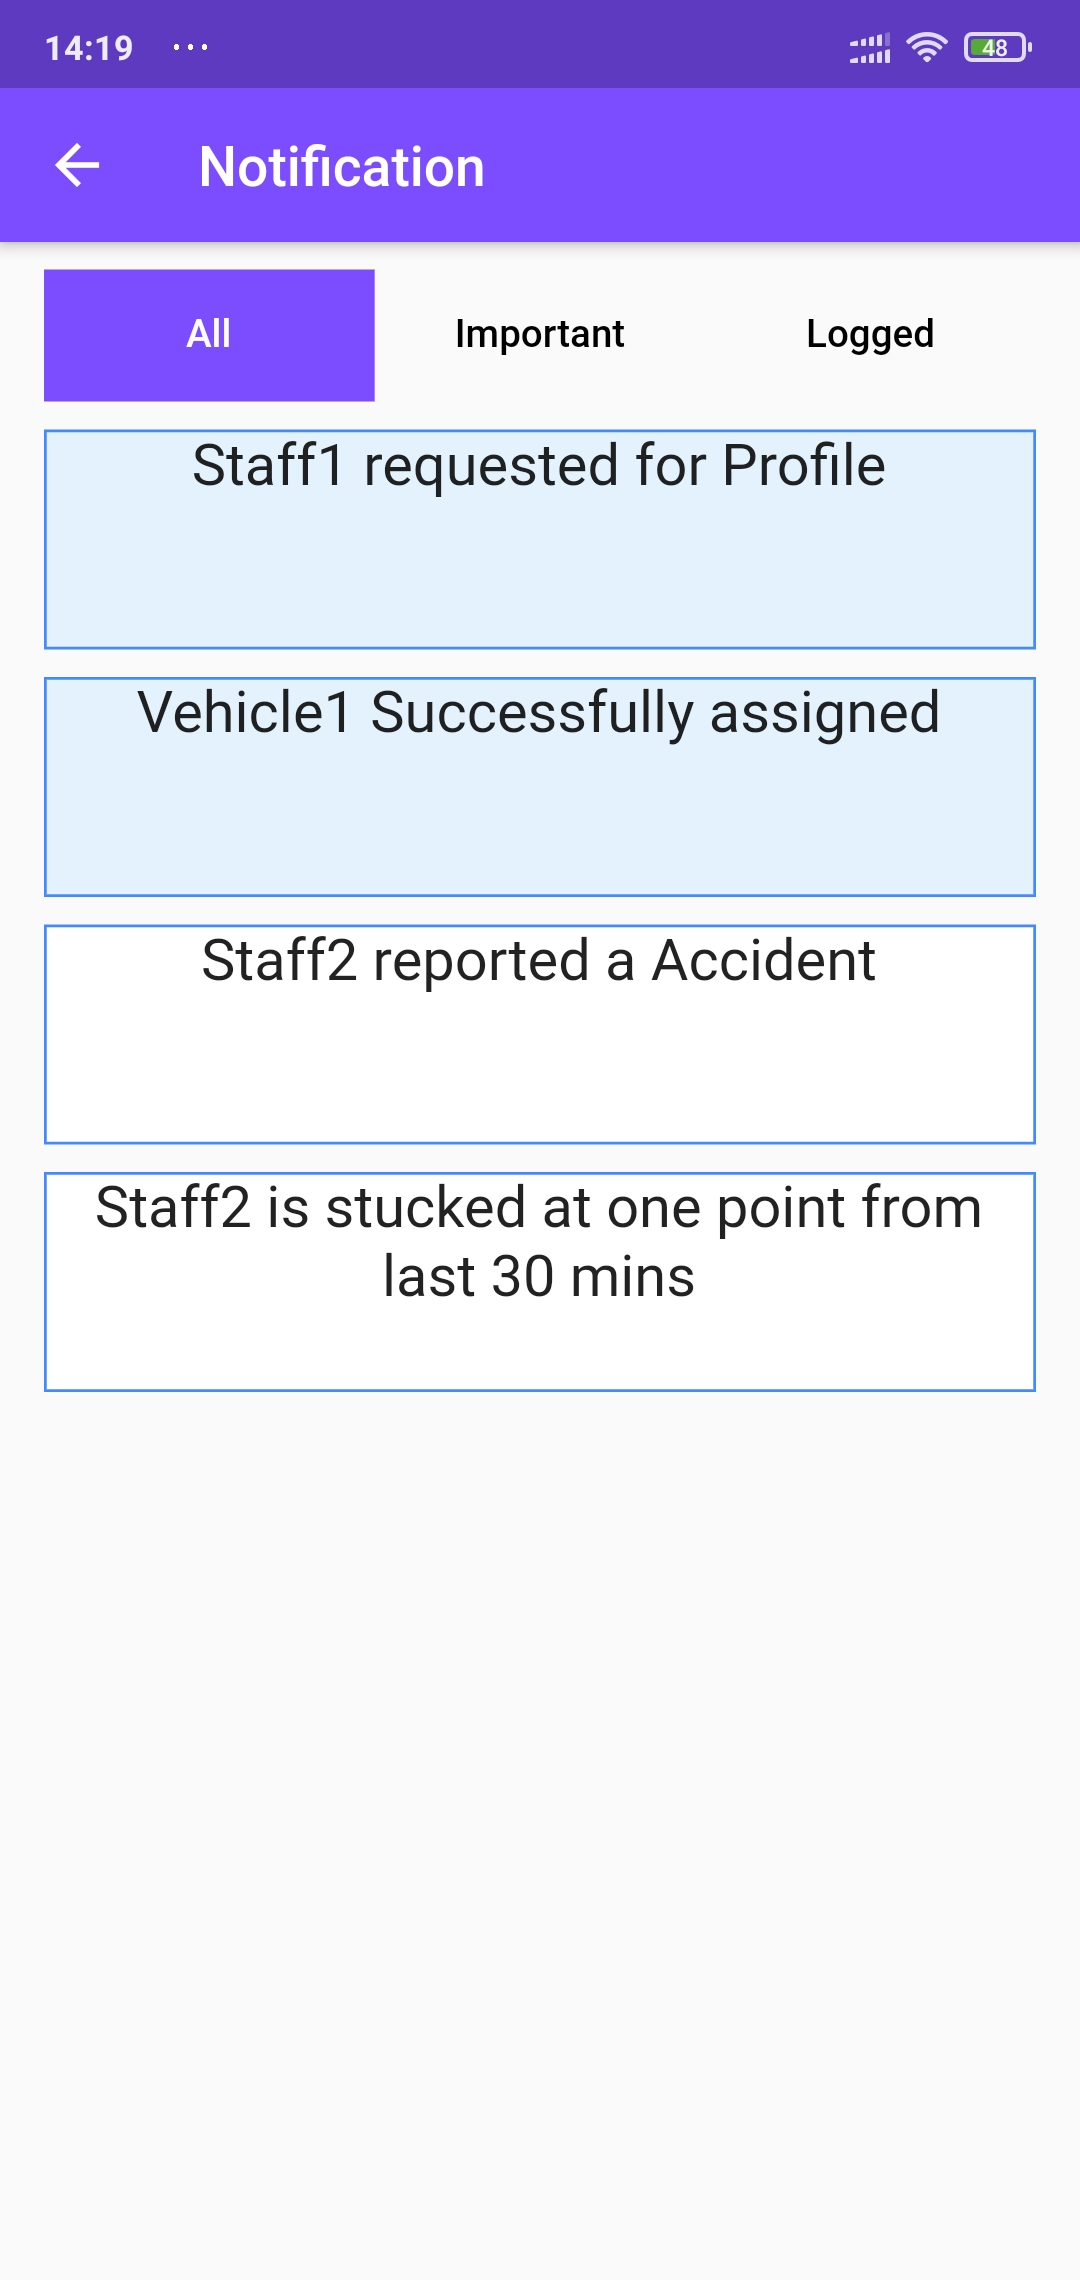 14:19 ... 48
Notification
All Important Logged
Staff1 requested for Profile
Vehicle1 Successfully assigned
Staff2 reported a Accident
Staff2 is stucked at one point from
last 30 mins